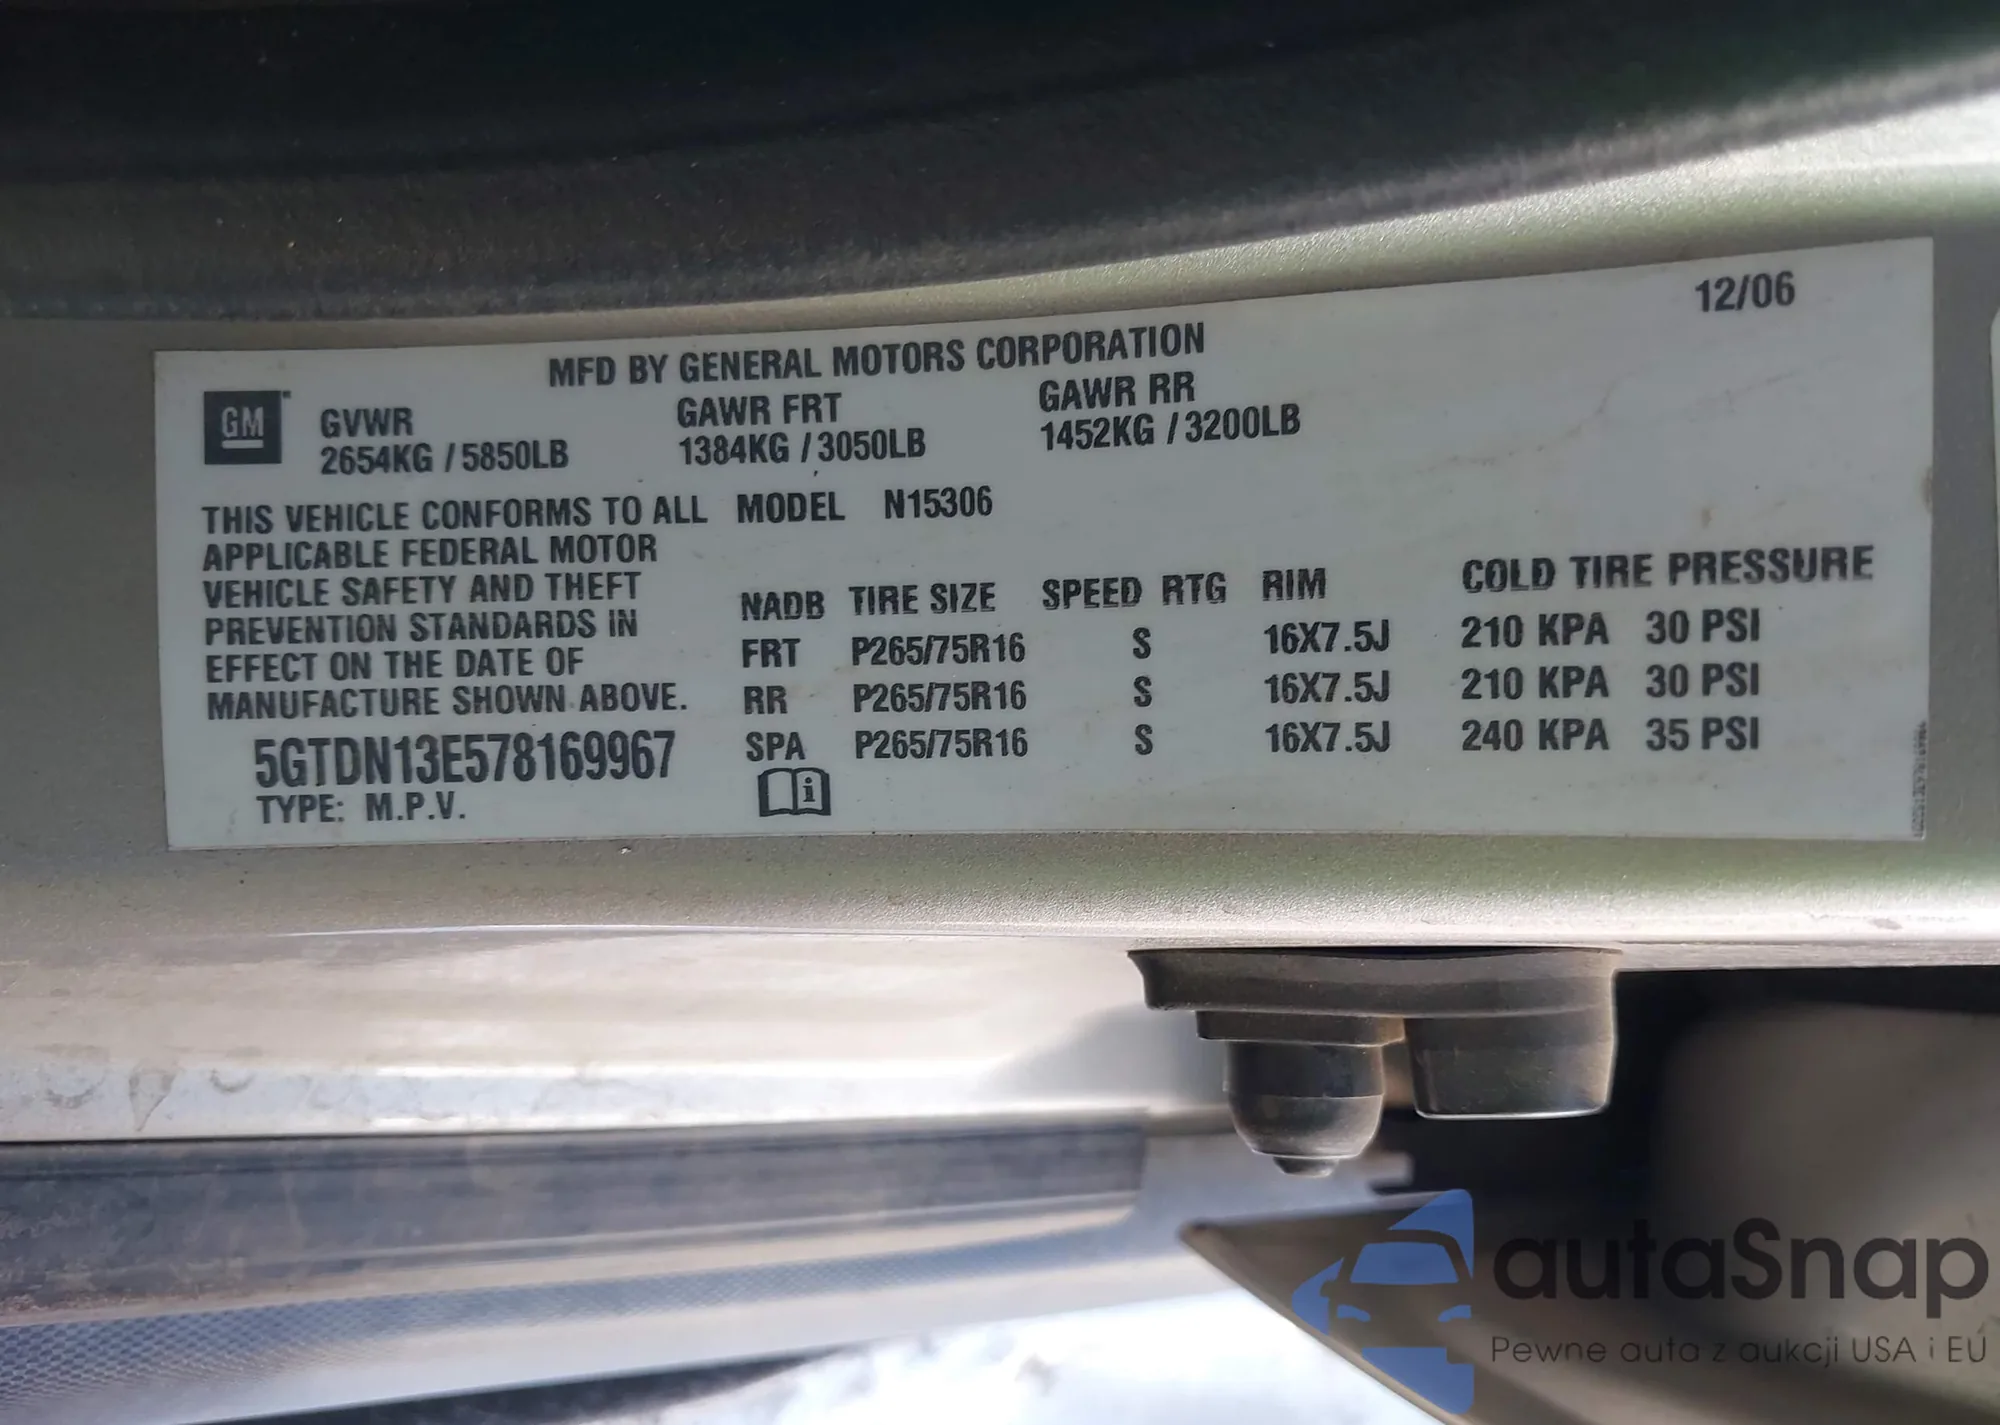 12/06
MFD BY GENERAL MOTORS CORPORATION
GM
GVWR GAWR FRT GAWR RR
2654KG / 5850LB 1384KG / 3050LB 1452KG / 3200LB
THIS VEHICLE CONFORMS TO ALL
APPLICABLE FEDERAL MOTOR
VEHICLE SAFETY AND THEFT
PREVENTION STANDARDS IN
EFFECT ON THE DATE OF
MANUFACTURE SHOWN ABOVE.
5GTDN13E578169967
TYPE: M.P.V.
MODEL N15306
NADB TIRE SIZE SPEED RTG RIM COLD TIRE PRESSURE
FRT P265/75R16 S 16X7.5J 210 KPA 30 PSI
RR P265/75R16 S 16X7.5J 210 KPA 30 PSI
SPA P265/75R16 S 16X7.5J 240 KPA 35 PSI
autaSnap
Pewne auta z aukcji USA i EU